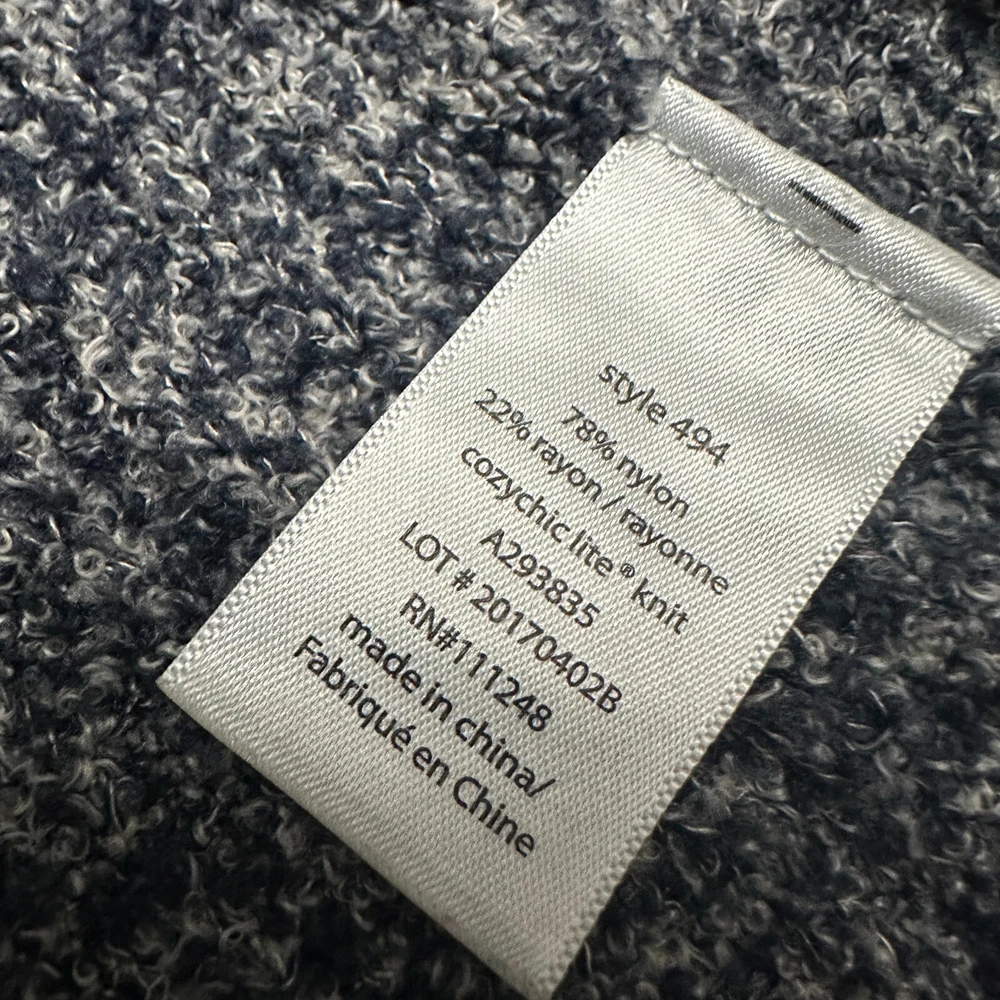 style 494
78% nylon
22% rayon / rayonne
cozychic lite® knit
A293835
LOT # 20170402B
RN#111248
made in china/
Fabriqué en Chine